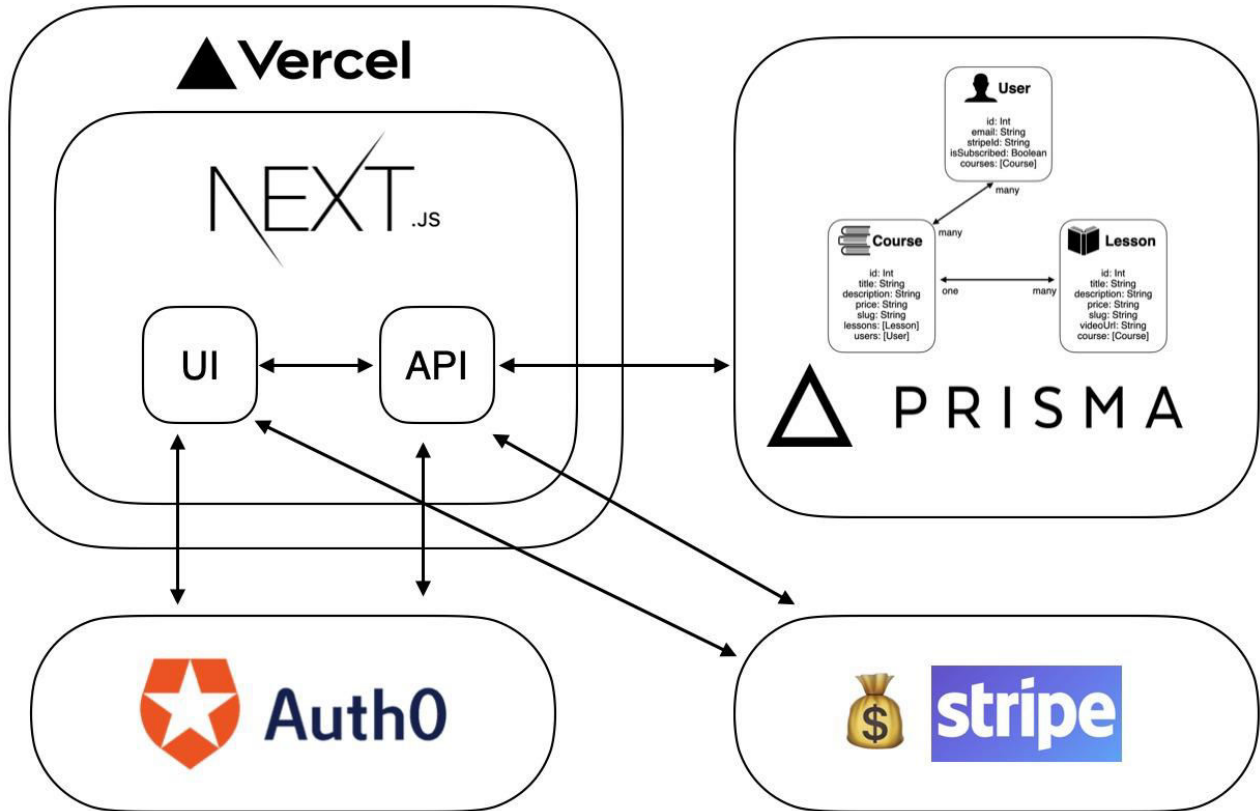 Vercel
NEXT.JS
UI
API
User
id: Int
email: String
stripeId: String
isSubscribed: Boolean
courses: [Course]
many
many
Course
id: Int
title: String
description: String
price: String
slug: String
lessons: [Lesson]
users: [User]
one
many
Lesson
id: Int
title: String
description: String
price: String
slug: String
videoUrl: String
course: [Course]
PRISMA
Auth0
$
stripe